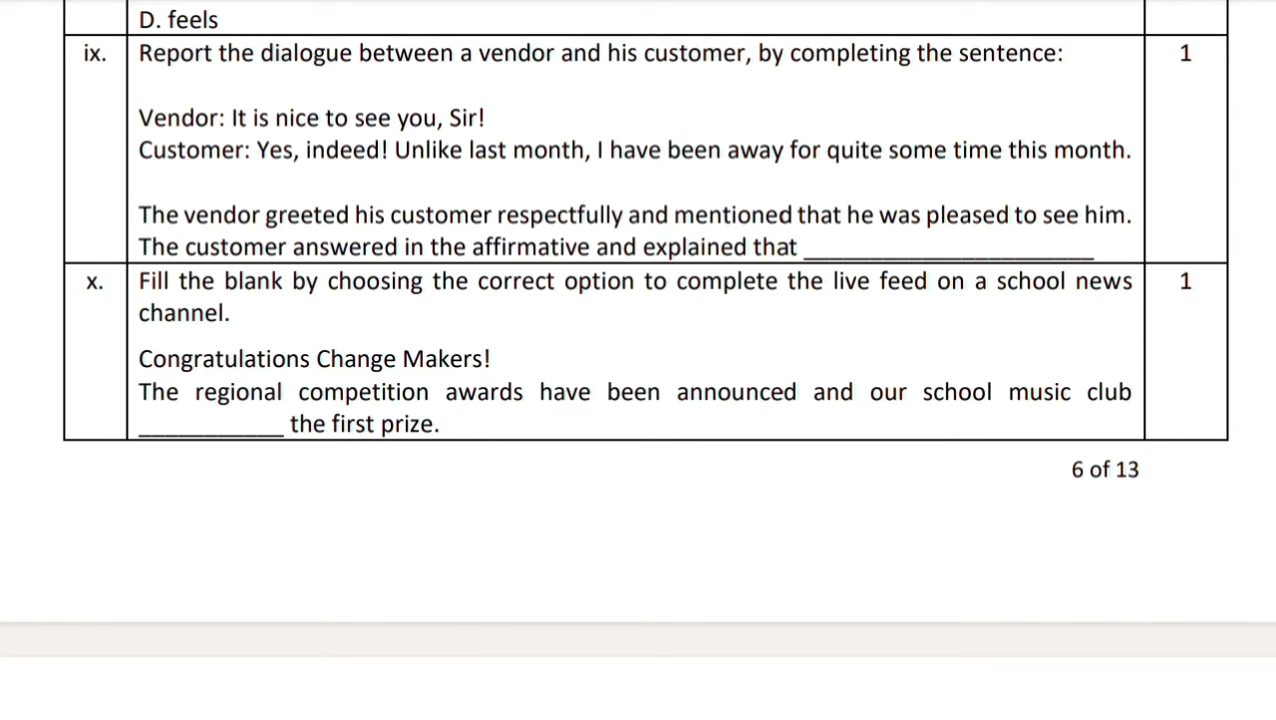 D. feels
ix. Report the dialogue between a vendor and his customer, by completing the sentence: 1
Vendor: It is nice to see you, Sir!
Customer: Yes, indeed! Unlike last month, I have been away for quite some time this month.
The vendor greeted his customer respectfully and mentioned that he was pleased to see him.
The customer answered in the affirmative and explained that ______________________
x. Fill the blank by choosing the correct option to complete the live feed on a school news 1
channel.
Congratulations Change Makers!
The regional competition awards have been announced and our school music club
___________ the first prize.
6 of 13